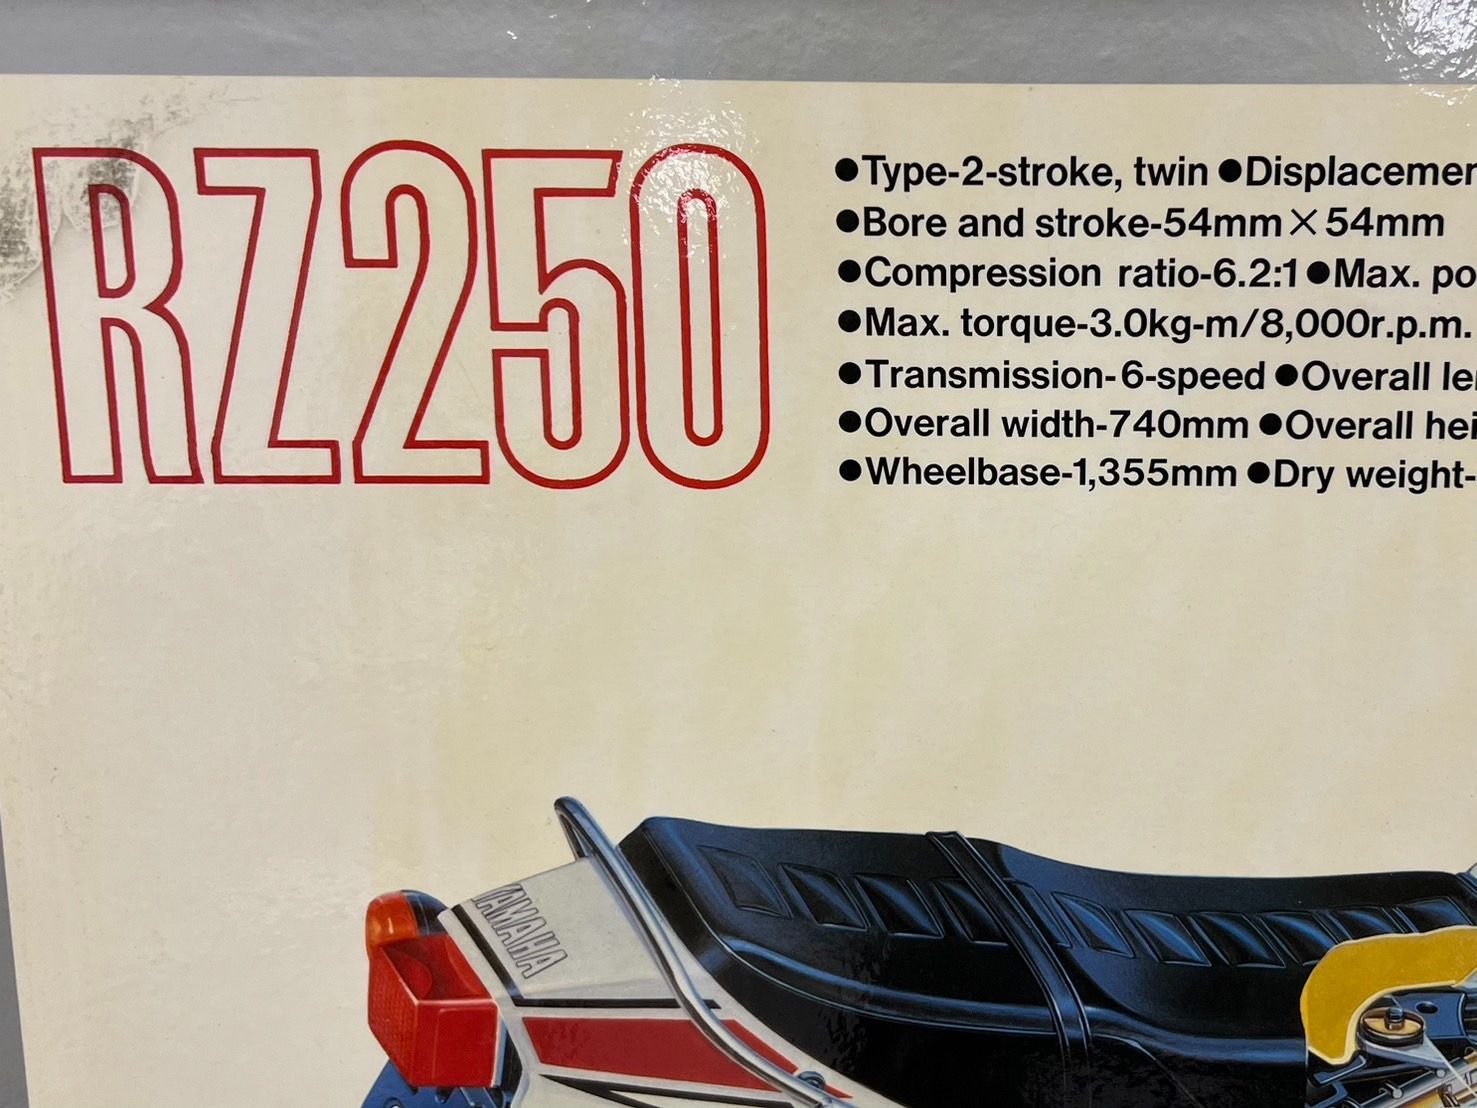 RZ250
●Type-2-stroke, twin ●Displacemen
●Bore and stroke-54mm×54mm
●Compression ratio-6.2:1 ●Max. po
●Max. torque-3.0kg-m/8,000r.p.m.
●Transmission-6-speed ●Overall le
●Overall width-740mm ●Overall hei
●Wheelbase-1,355mm ●Dry weight-
YAMAHA